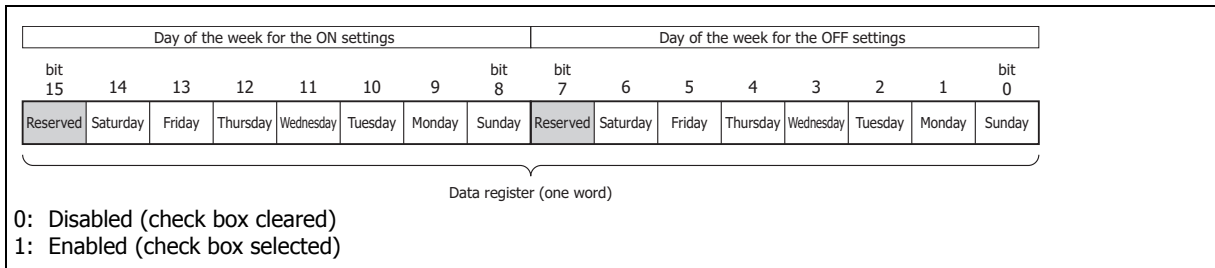 Day of the week for the ON settings Day of the week for the OFF settings
bit bit bit bit
15 14 13 12 11 10 9 8 7 6 5 4 3 2 1 0
Reserved Saturday Friday Thursday Wednesday Tuesday Monday Sunday Reserved Saturday Friday Thursday Wednesday Tuesday Monday Sunday
Data register (one word)
0: Disabled (check box cleared)
1: Enabled (check box selected)